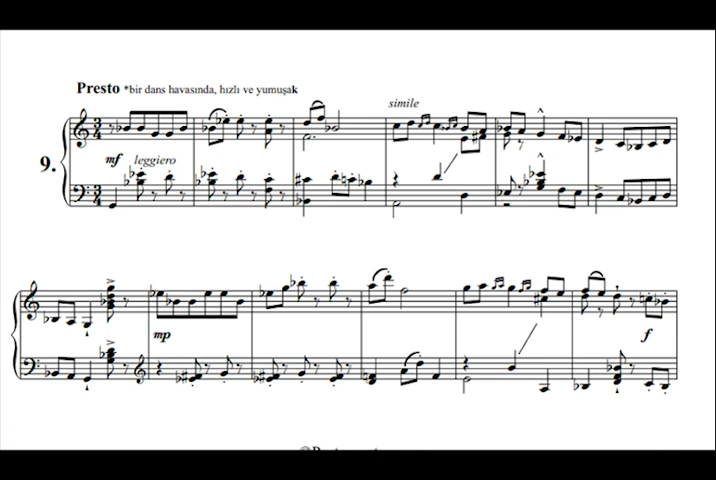 Presto *bir dans havasında, hızlı ve yumuşak
simile
9.
mf leggiero
mp
f